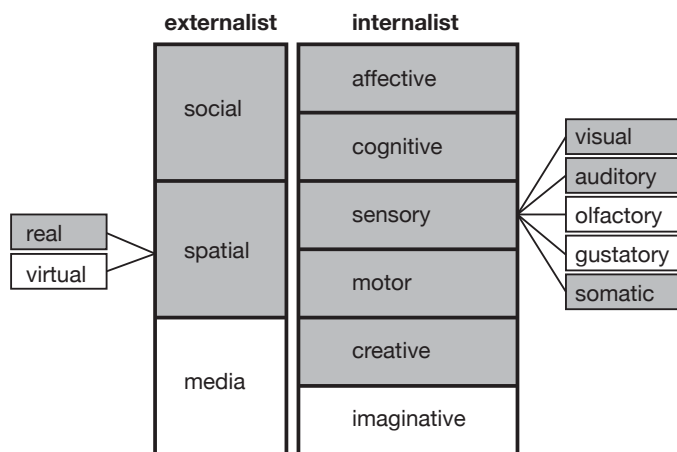 externalist
internalist
social
spatial
media
affective
cognitive
sensory
motor
creative
imaginative
real
virtual
visual
auditory
olfactory
gustatory
somatic